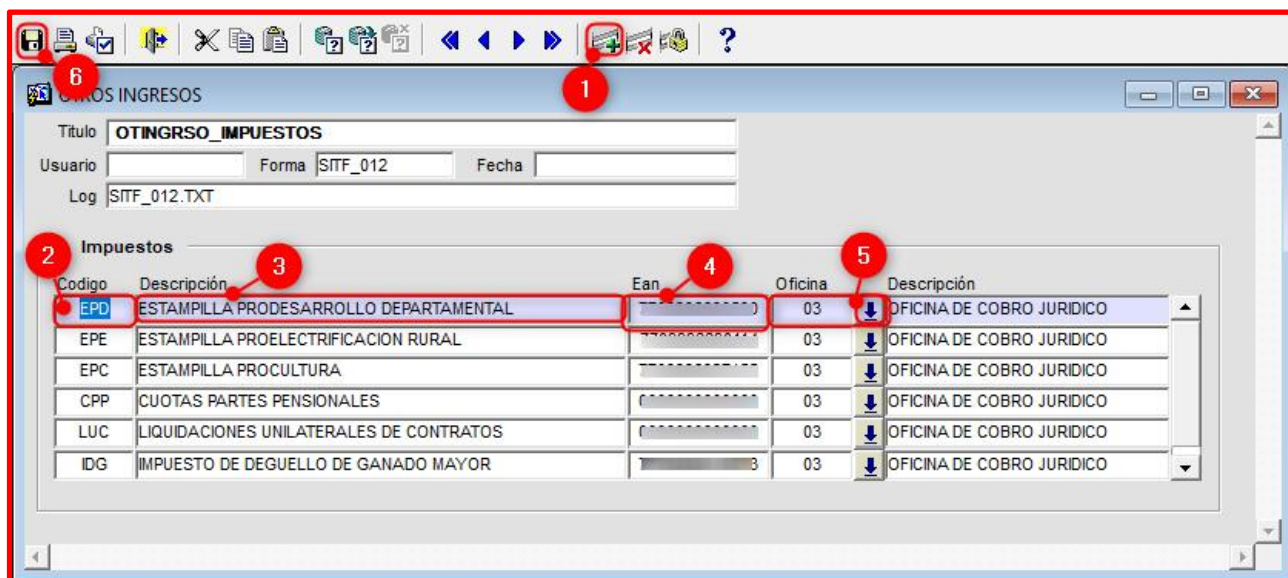 6
1
OTROS INGRESOS
Titulo OTINGRSO_IMPUESTOS
Usuario Forma SITF_012 Fecha
Log SITF_012.TXT
2 Impuestos 3 4 5
Codigo Descripción Ean Oficina Descripción
EPD ESTAMPILLA PRODESARROLLO DEPARTAMENTAL 03 OFICINA DE COBRO JURIDICO
EPE ESTAMPILLA PROELECTRIFICACION RURAL 03 OFICINA DE COBRO JURIDICO
EPC ESTAMPILLA PROCULTURA 03 OFICINA DE COBRO JURIDICO
CPP CUOTAS PARTES PENSIONALES 03 OFICINA DE COBRO JURIDICO
LUC LIQUIDACIONES UNILATERALES DE CONTRATOS 03 OFICINA DE COBRO JURIDICO
IDG IMPUESTO DE DEGUELLO DE GANADO MAYOR 03 OFICINA DE COBRO JURIDICO